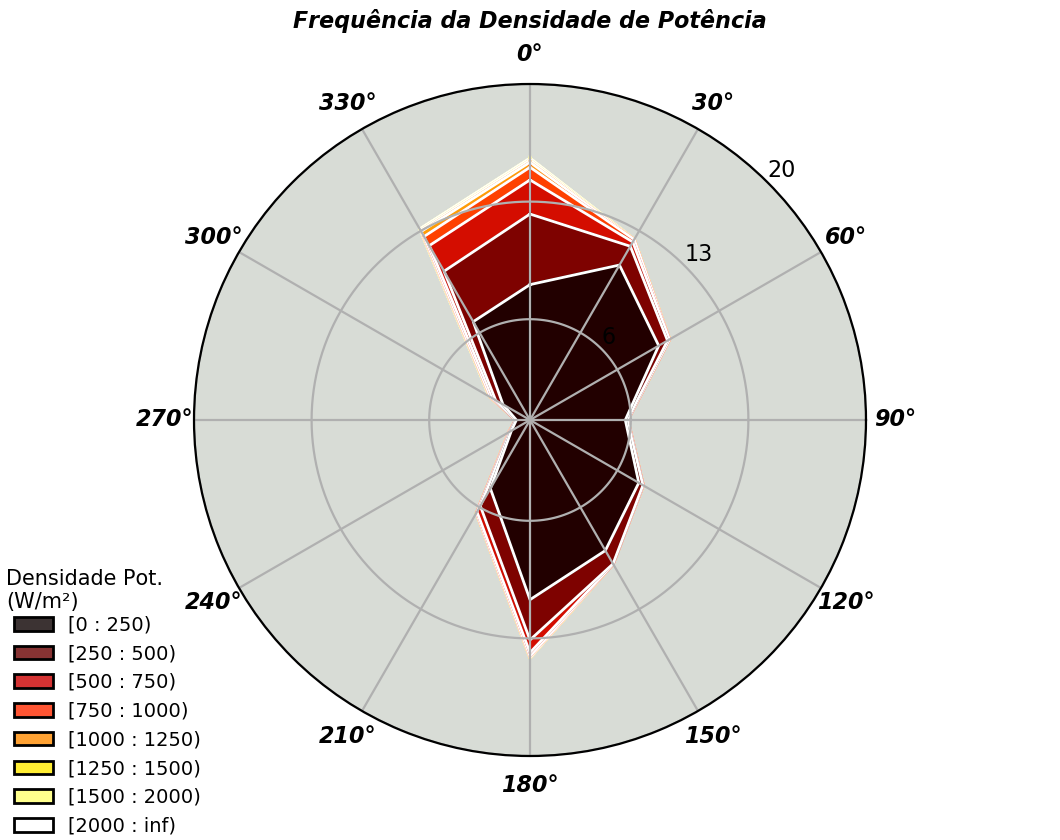 Frequência da Densidade de Potência
0°
330°
30°
20
300°
60°
13
6
270°
90°
240°
120°
210°
150°
180°
Densidade Pot.
(W/m²)
[0 : 250)
[250 : 500)
[500 : 750)
[750 : 1000)
[1000 : 1250)
[1250 : 1500)
[1500 : 2000)
[2000 : inf)